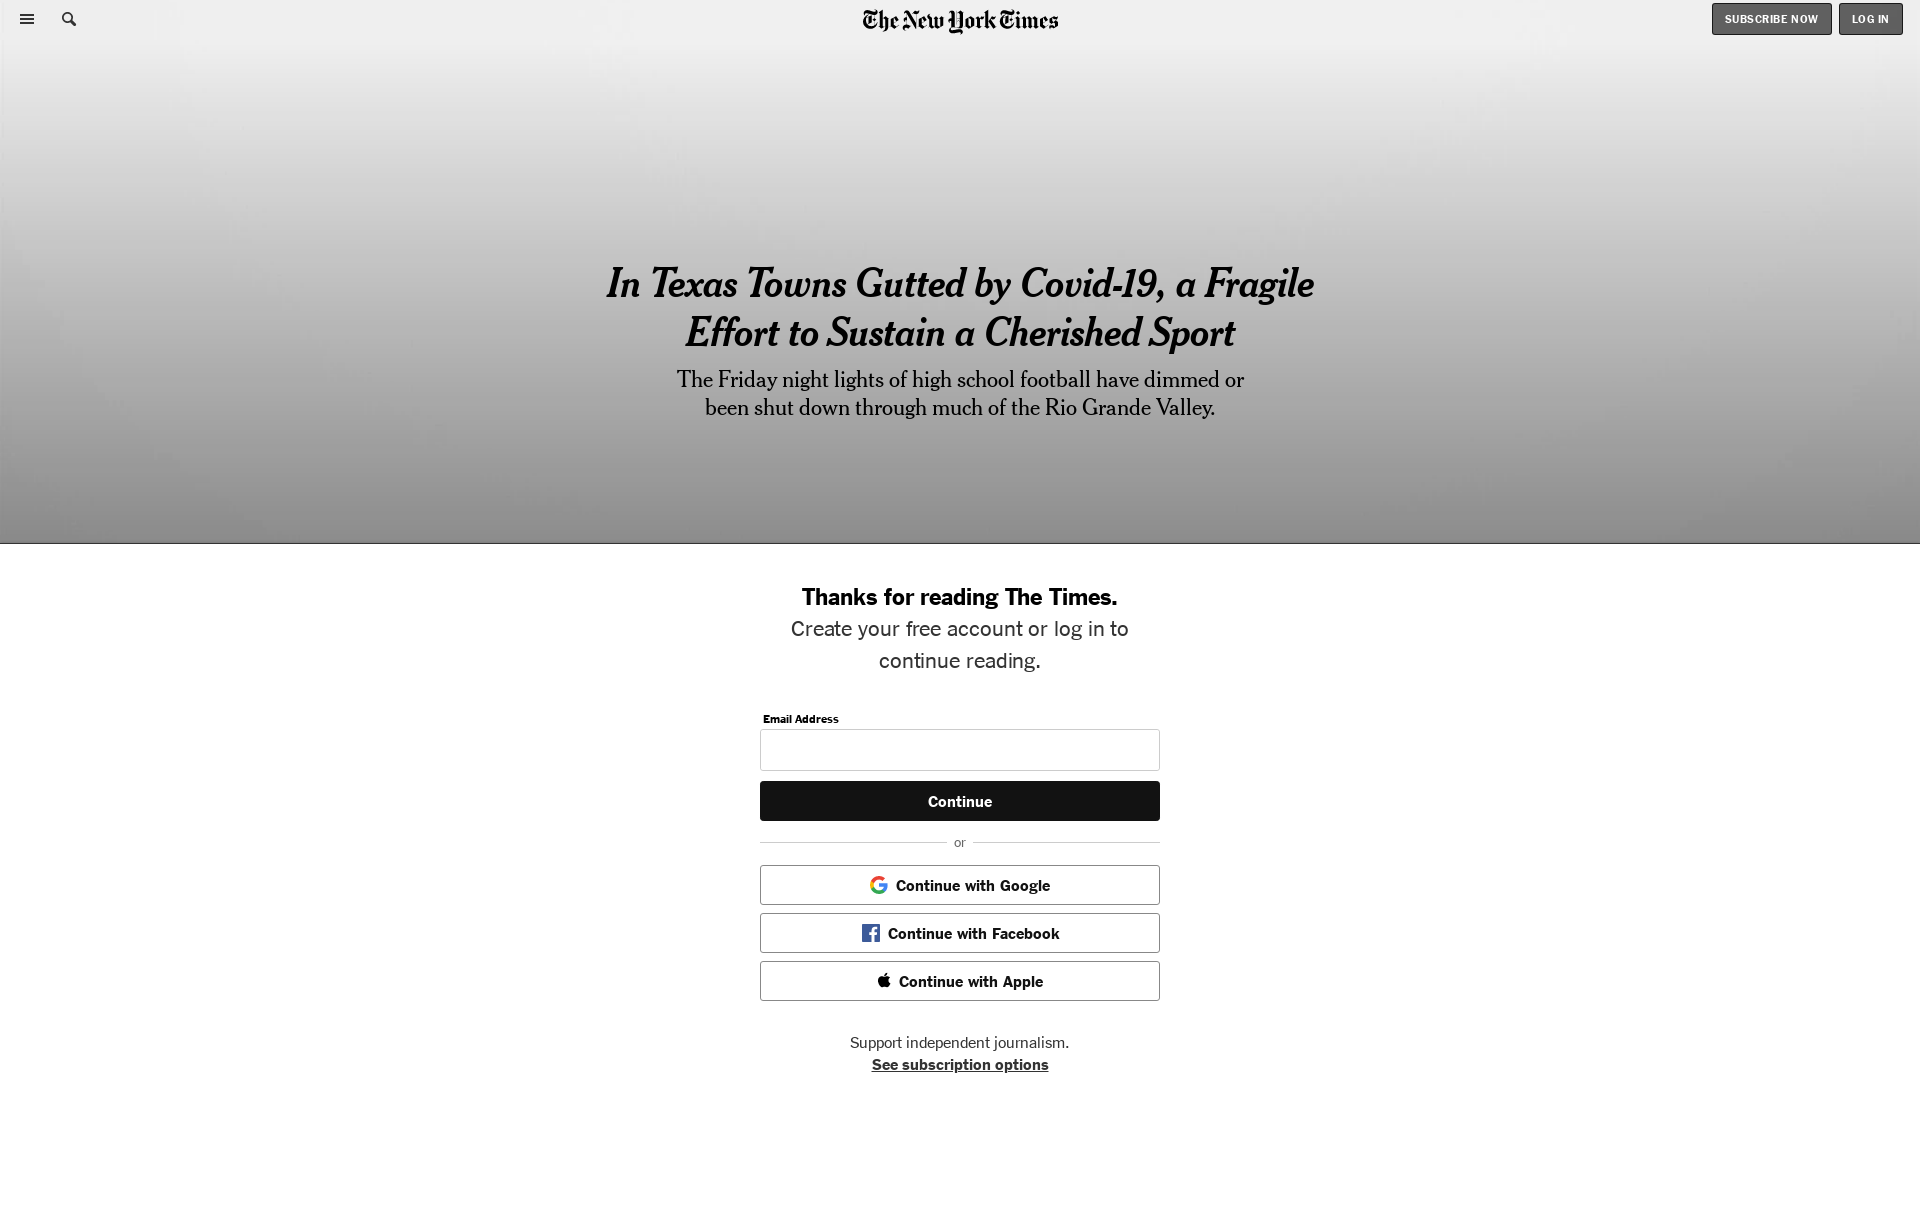 The New York Times
SUBSCRIBE NOW
LOG IN
In Texas Towns Gutted by Covid-19, a Fragile
Effort to Sustain a Cherished Sport
The Friday night lights of high school football have dimmed or
been shut down through much of the Rio Grande Valley.
Thanks for reading The Times.
Create your free account or log in to
continue reading.
Email Address
Continue
or
Continue with Google
Continue with Facebook
Continue with Apple
Support independent journalism.
See subscription options